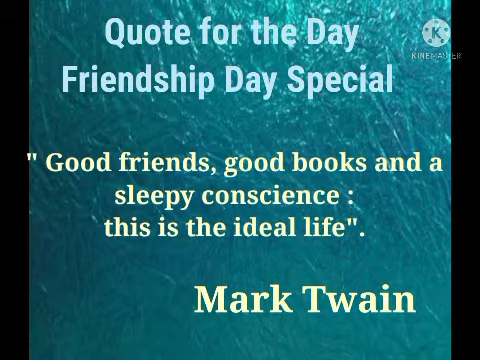 Quote for the Day
Friendship Day Special
KINEMASTER
" Good friends, good books and a
sleepy conscience :
this is the ideal life".
Mark Twain